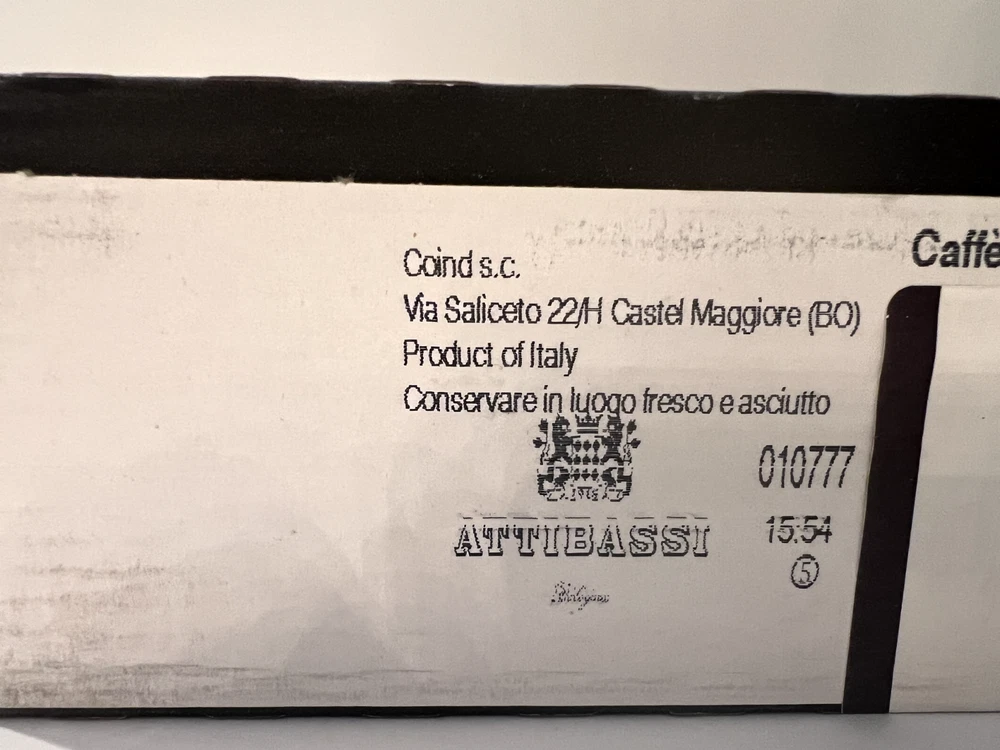 Coind s.c.
Via Saliceto 22/H Castel Maggiore (BO)
Product of Italy
Conservare in luogo fresco e asciutto
010777
ATTIBASSI
15:54
5
Bologna
Caffè